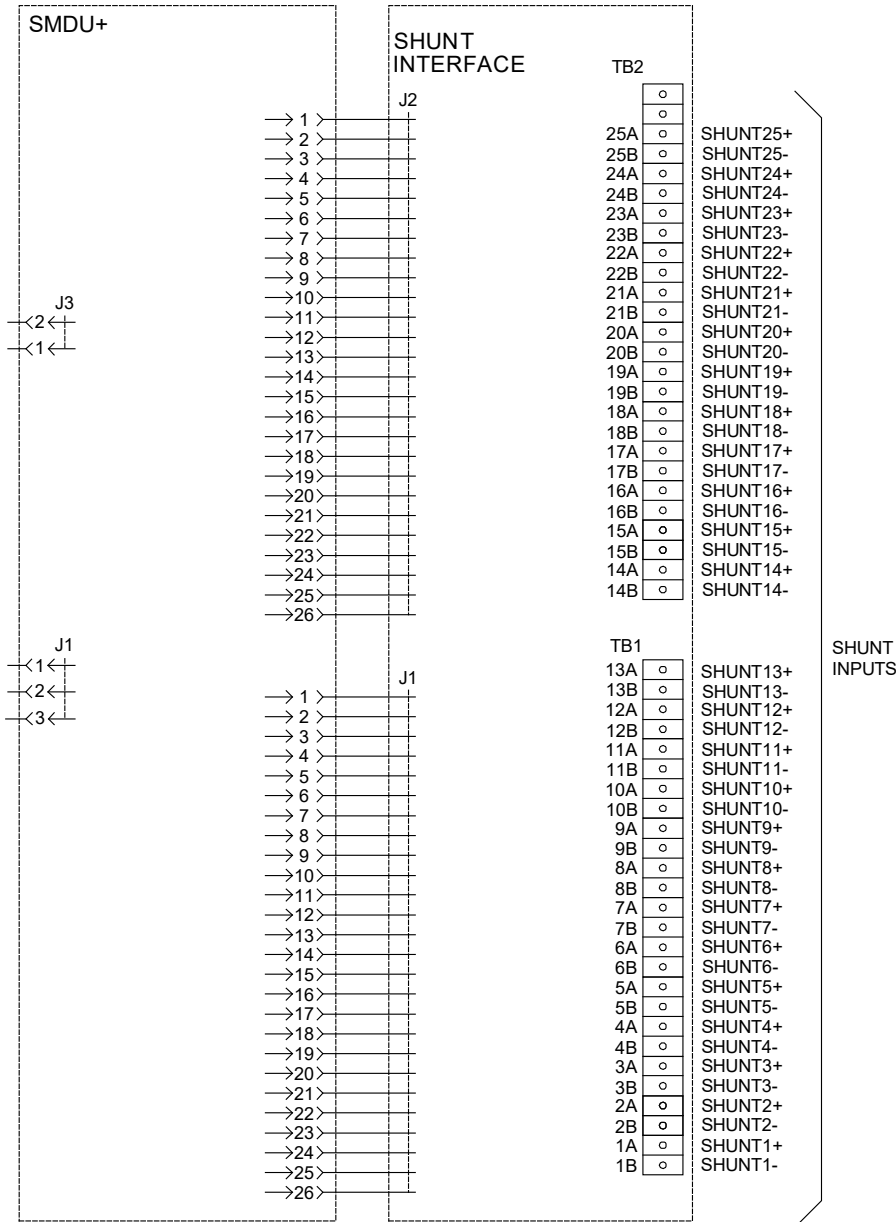 SMDU+
SHUNT
INTERFACE
TB2
J2
1
2
3
4
5
6
7
8
9
10
11
12
13
14
15
16
17
18
19
20
21
22
23
24
25
26
25A SHUNT25+
25B SHUNT25-
24A SHUNT24+
24B SHUNT24-
23A SHUNT23+
23B SHUNT23-
22A SHUNT22+
22B SHUNT22-
21A SHUNT21+
21B SHUNT21-
20A SHUNT20+
20B SHUNT20-
19A SHUNT19+
19B SHUNT19-
18A SHUNT18+
18B SHUNT18-
17A SHUNT17+
17B SHUNT17-
16A SHUNT16+
16B SHUNT16-
15A SHUNT15+
15B SHUNT15-
14A SHUNT14+
14B SHUNT14-
J3
2
1
J1
1
2
3
J1
1
2
3
4
5
6
7
8
9
10
11
12
13
14
15
16
17
18
19
20
21
22
23
24
25
26
TB1
13A SHUNT13+
13B SHUNT13-
12A SHUNT12+
12B SHUNT12-
11A SHUNT11+
11B SHUNT11-
10A SHUNT10+
10B SHUNT10-
9A SHUNT9+
9B SHUNT9-
8A SHUNT8+
8B SHUNT8-
7A SHUNT7+
7B SHUNT7-
6A SHUNT6+
6B SHUNT6-
5A SHUNT5+
5B SHUNT5-
4A SHUNT4+
4B SHUNT4-
3A SHUNT3+
3B SHUNT3-
2A SHUNT2+
2B SHUNT2-
1A SHUNT1+
1B SHUNT1-
SHUNT
INPUTS